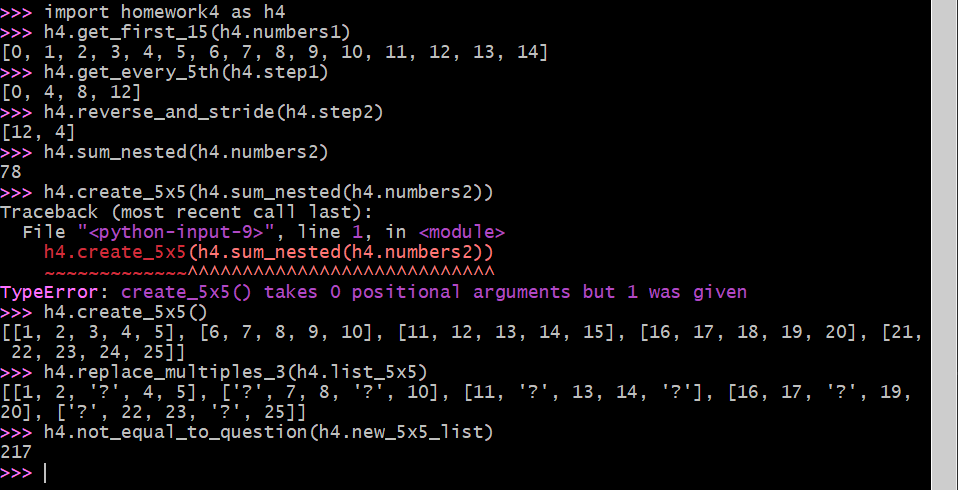 >>> import homework4 as h4
>>> h4.get_first_15(h4.numbers1)
[0, 1, 2, 3, 4, 5, 6, 7, 8, 9, 10, 11, 12, 13, 14]
>>> h4.get_every_5th(h4.step1)
[0, 4, 8, 12]
>>> h4.reverse_and_stride(h4.step2)
[12, 4]
>>> h4.sum_nested(h4.numbers2)
78
>>> h4.create_5x5(h4.sum_nested(h4.numbers2))
Traceback (most recent call last):
  File "<python-input-9>", line 1, in <module>
    h4.create_5x5(h4.sum_nested(h4.numbers2))
    ~~~~~~~~~~~~~^^^^^^^^^^^^^^^^^^^^^^^^^^^^
TypeError: create_5x5() takes 0 positional arguments but 1 was given
>>> h4.create_5x5()
[[1, 2, 3, 4, 5], [6, 7, 8, 9, 10], [11, 12, 13, 14, 15], [16, 17, 18, 19, 20], [21,
 22, 23, 24, 25]]
>>> h4.replace_multiples_3(h4.list_5x5)
[[1, 2, '?', 4, 5], ['?', 7, 8, '?', 10], [11, '?', 13, 14, '?'], [16, 17, '?', 19,
20], ['?', 22, 23, '?', 25]]
>>> h4.not_equal_to_question(h4.new_5x5_list)
217
>>>